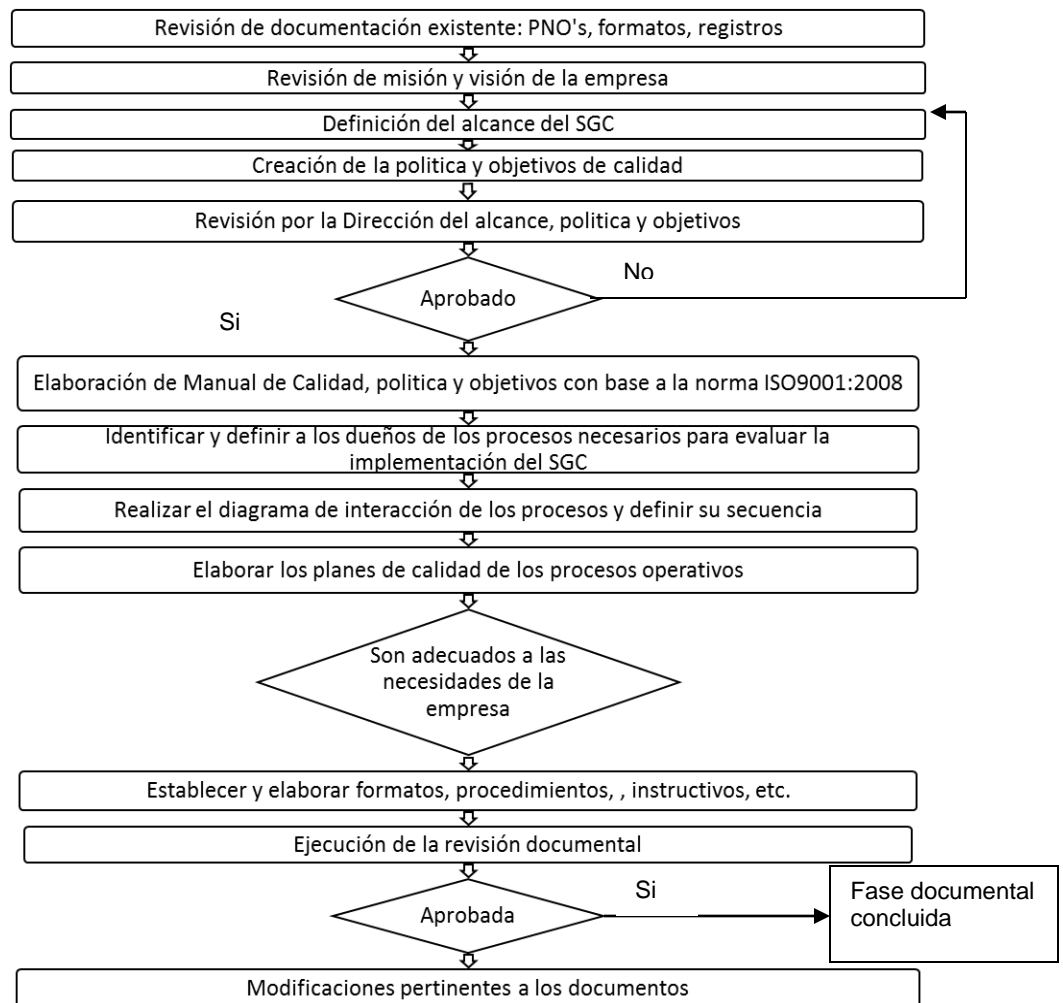 Revisión de documentación existente: PNO's, formatos, registros
Revisión de misión y visión de la empresa
Definición del alcance del SGC
Creación de la politica y objetivos de calidad
Revisión por la Dirección del alcance, politica y objetivos
No
Aprobado
Si
Elaboración de Manual de Calidad, politica y objetivos con base a la norma ISO9001:2008
Identificar y definir a los dueños de los procesos necesarios para evaluar la
implementación del SGC
Realizar el diagrama de interacción de los procesos y definir su secuencia
Elaborar los planes de calidad de los procesos operativos
Son adecuados a las
necesidades de la
empresa
Establecer y elaborar formatos, procedimientos, , instructivos, etc.
Ejecución de la revisión documental
Si
Aprobada
Fase documental
concluida
Modificaciones pertinentes a los documentos